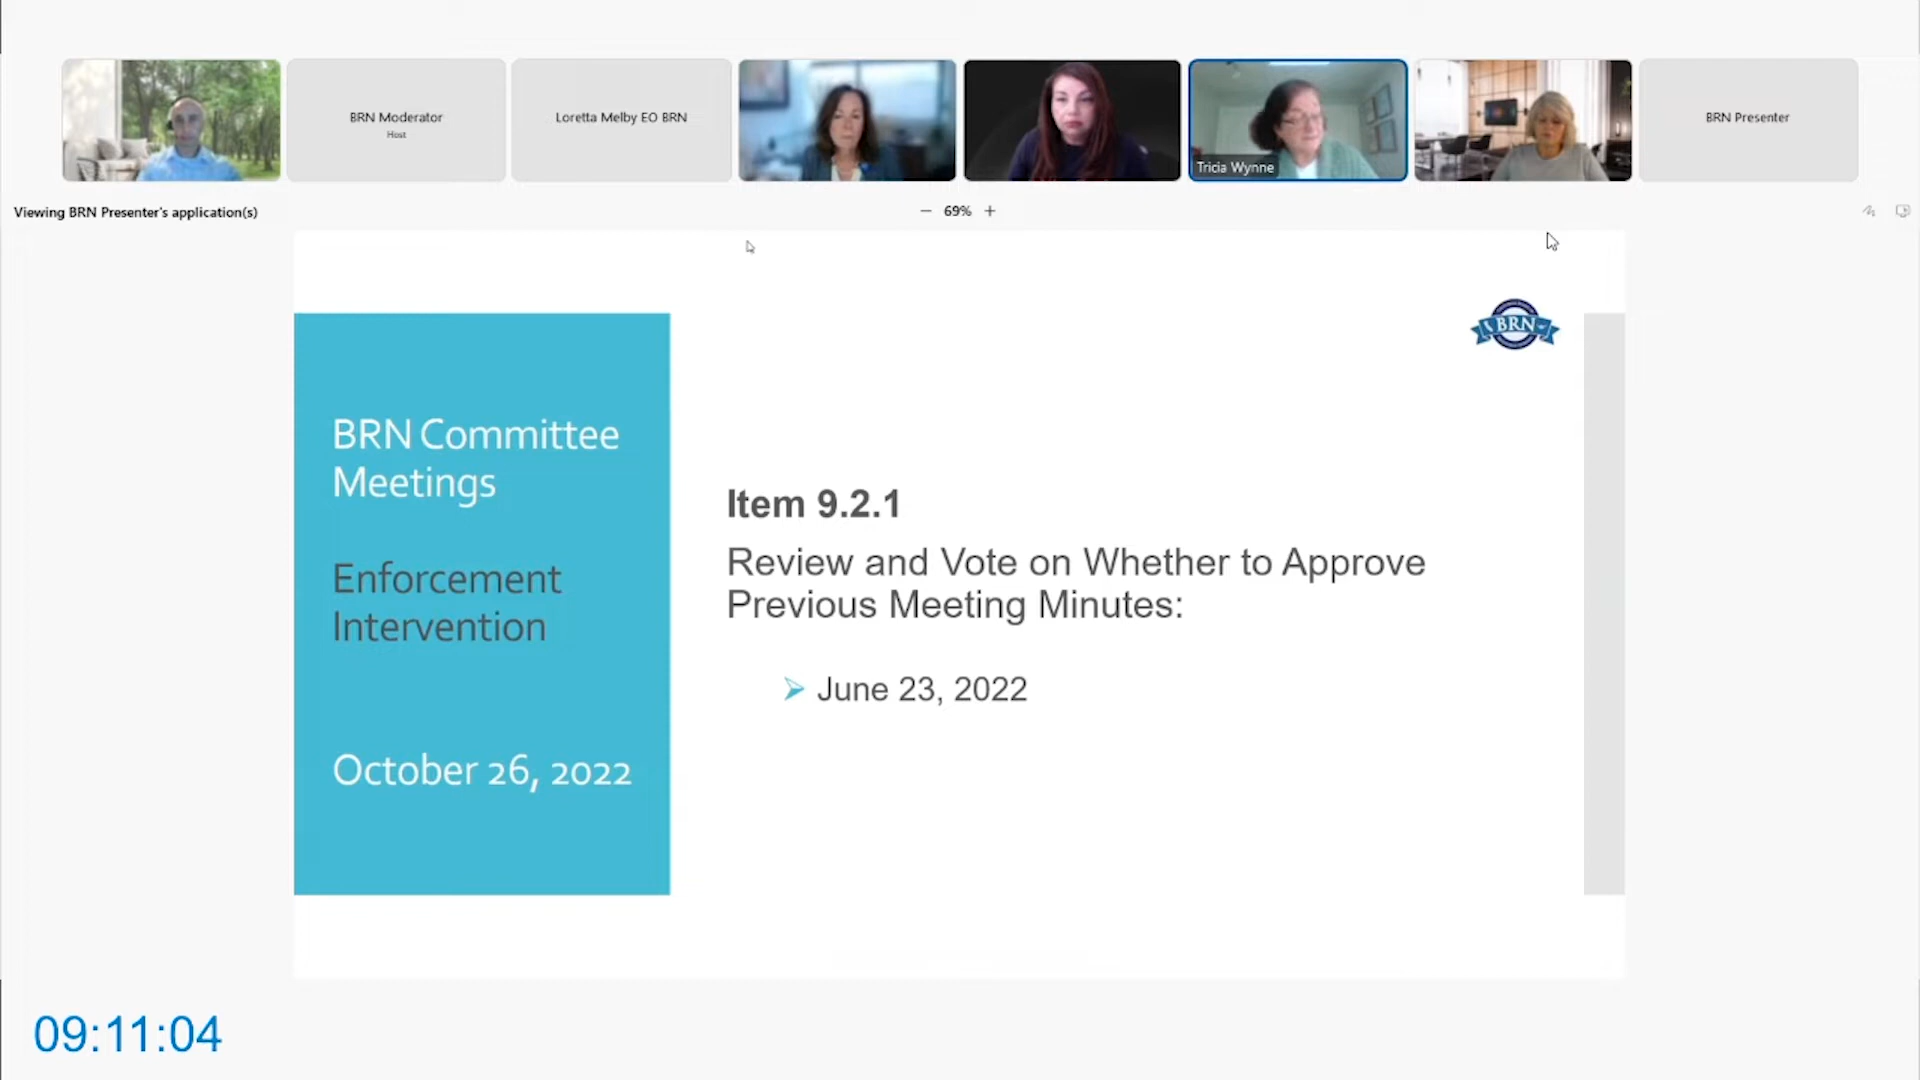 BRN Moderator
Host
Loretta Melby EO BRN
Tricia Wynne
BRN Presenter
Viewing BRN Presenter's application(s)
69%
BRN
BRN Committee
Meetings
Enforcement
Intervention
October 26, 2022
Item 9.2.1
Review and Vote on Whether to Approve
Previous Meeting Minutes:
June 23, 2022
09:11:04